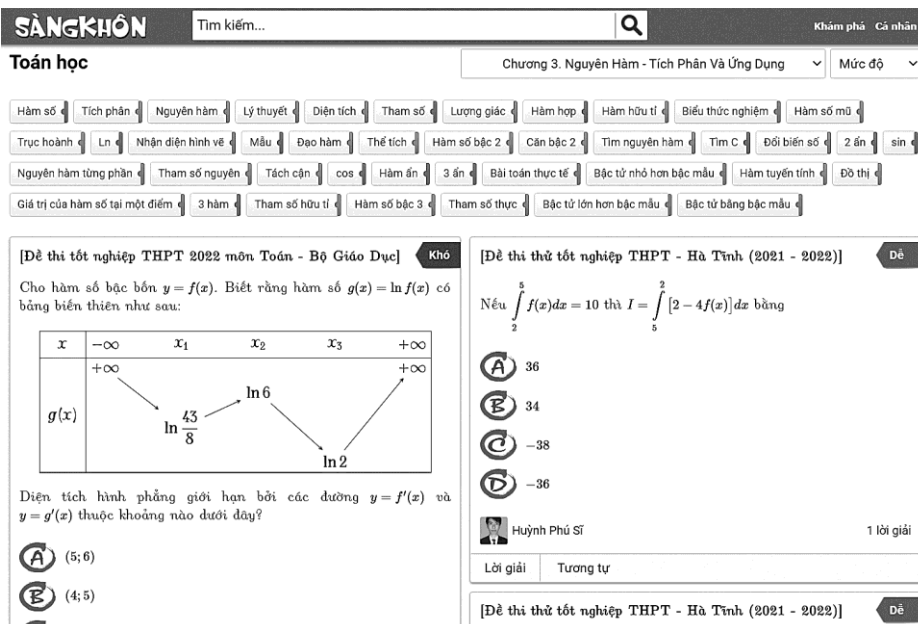 SÀNGKHÔN
Tìm kiếm...
Khám phá Cá nhân
Toán học
Chương 3. Nguyên Hàm - Tích Phân Và Ứng Dụng
Mức độ
Hàm số Tích phân Nguyên hàm Lý thuyết Diện tích Tham số Lượng giác Hàm hợp Hàm hữu tỉ Biểu thức nghiệm Hàm số mũ
Trục hoành Ln Nhận diện hình vẽ Mẫu Đạo hàm Thể tích Hàm số bậc 2 Căn bậc 2 Tìm nguyên hàm Tìm C Đổi biến số 2 ẩn sin
Nguyên hàm từng phần Tham số nguyên Tách cận cos Hàm ẩn 3 ẩn Bài toán thực tế Bậc tử nhỏ hơn bậc mẫu Hàm tuyến tính Đồ thị
Giá trị của hàm số tại một điểm 3 hàm Tham số hữu tỉ Hàm số bậc 3 Tham số thực Bậc tử lớn hơn bậc mẫu Bậc tử bằng bậc mẫu
[Đề thi tốt nghiệp THPT 2022 môn Toán - Bộ Giáo Dục] Khó
Cho hàm số bậc bốn y = f(x). Biết rằng hàm số g(x) = ln f(x) có
bảng biến thiên như sau:
x −∞ x₁ x₂ x₃ +∞
g(x) +∞ ln 43/8 ln 6 ln 2 +∞
Diện tích hình phẳng giới hạn bởi các đường y = f′(x) và
y = g′(x) thuộc khoảng nào dưới đây?
A (5; 6)
B (4; 5)
[Đề thi thử tốt nghiệp THPT - Hà Tĩnh (2021 - 2022)] Dễ
Nếu ∫₂⁵ f(x)dx = 10 thì I = ∫₅² [2 − 4f(x)]dx bằng
A 36
B 34
C −38
D −36
Huỳnh Phú Sĩ 1 lời giải
Lời giải Tương tự
[Đề thi thử tốt nghiệp THPT - Hà Tĩnh (2021 - 2022)] Dễ